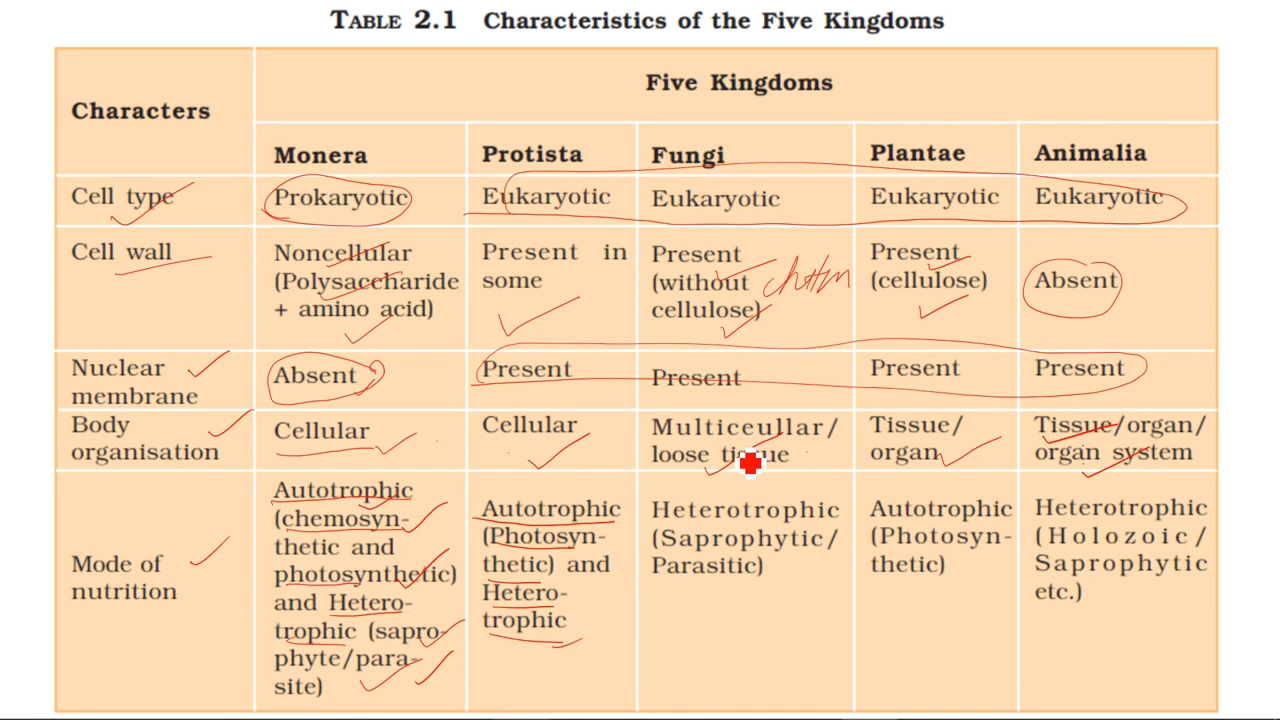 TABLE 2.1 Characteristics of the Five Kingdoms
Characters
Five Kingdoms
Monera
Protista
Fungi
Plantae
Animalia
Cell type
Prokaryotic
Eukaryotic
Eukaryotic
Eukaryotic
Eukaryotic
Cell wall
Noncellular
(Polysaccharide
+ amino acid)
Present in
some
Present
(without
cellulose)
Present
(cellulose)
Absent
Nuclear
membrane
Absent
Present
Present
Present
Present
Body
organisation
Cellular
Cellular
Multiceullar/
loose tissue
Tissue/
organ
Tissue/organ/
organ system
Mode of
nutrition
Autotrophic
(chemosyn-
thetic and
photosynthetic)
and Hetero-
trophic (sapro-
phyte/para-
site)
Autotrophic
(Photosyn-
thetic) and
Hetero-
trophic
Heterotrophic
(Saprophytic/
Parasitic)
Autotrophic
(Photosyn-
thetic)
Heterotrophic
(Holozoic/
Saprophytic
etc.)